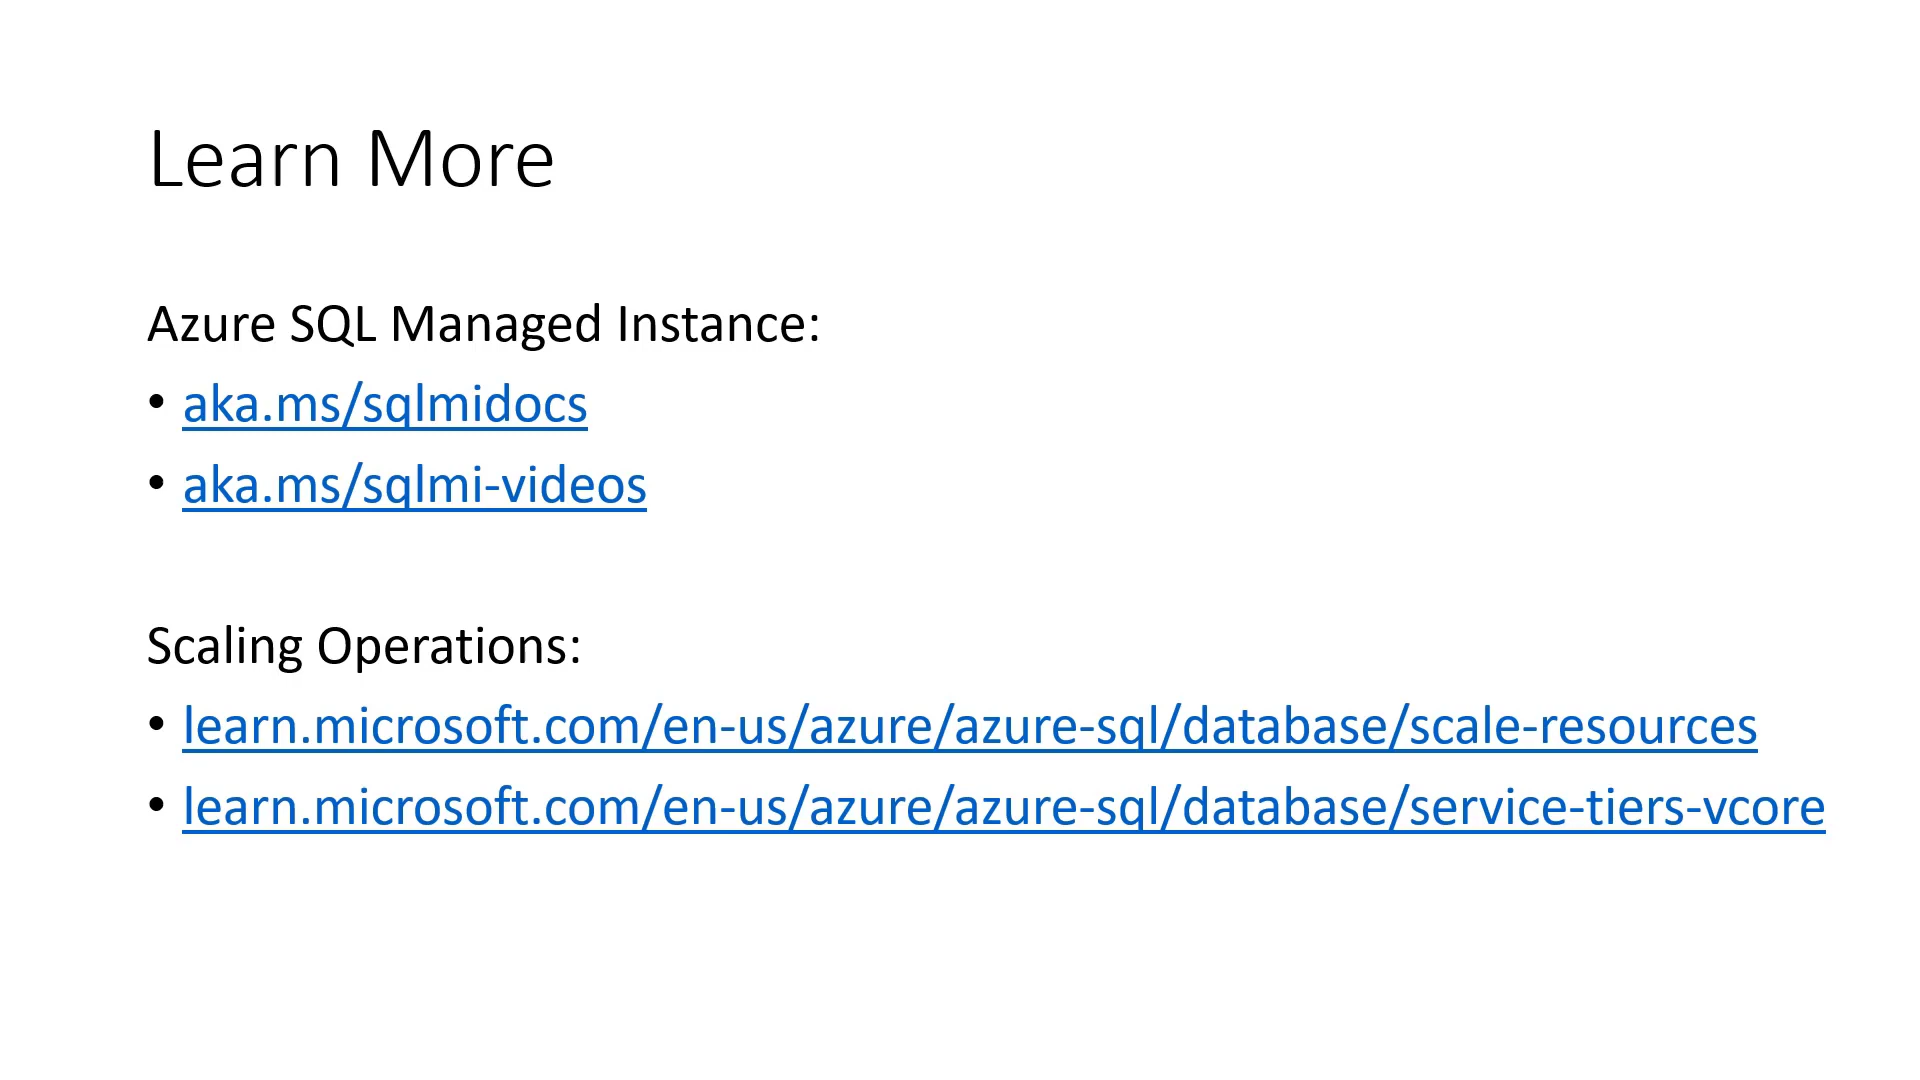 Learn More
Azure SQL Managed Instance:
• aka.ms/sqlmidocs
• aka.ms/sqlmi-videos
Scaling Operations:
• learn.microsoft.com/en-us/azure/azure-sql/database/scale-resources
• learn.microsoft.com/en-us/azure/azure-sql/database/service-tiers-vcore